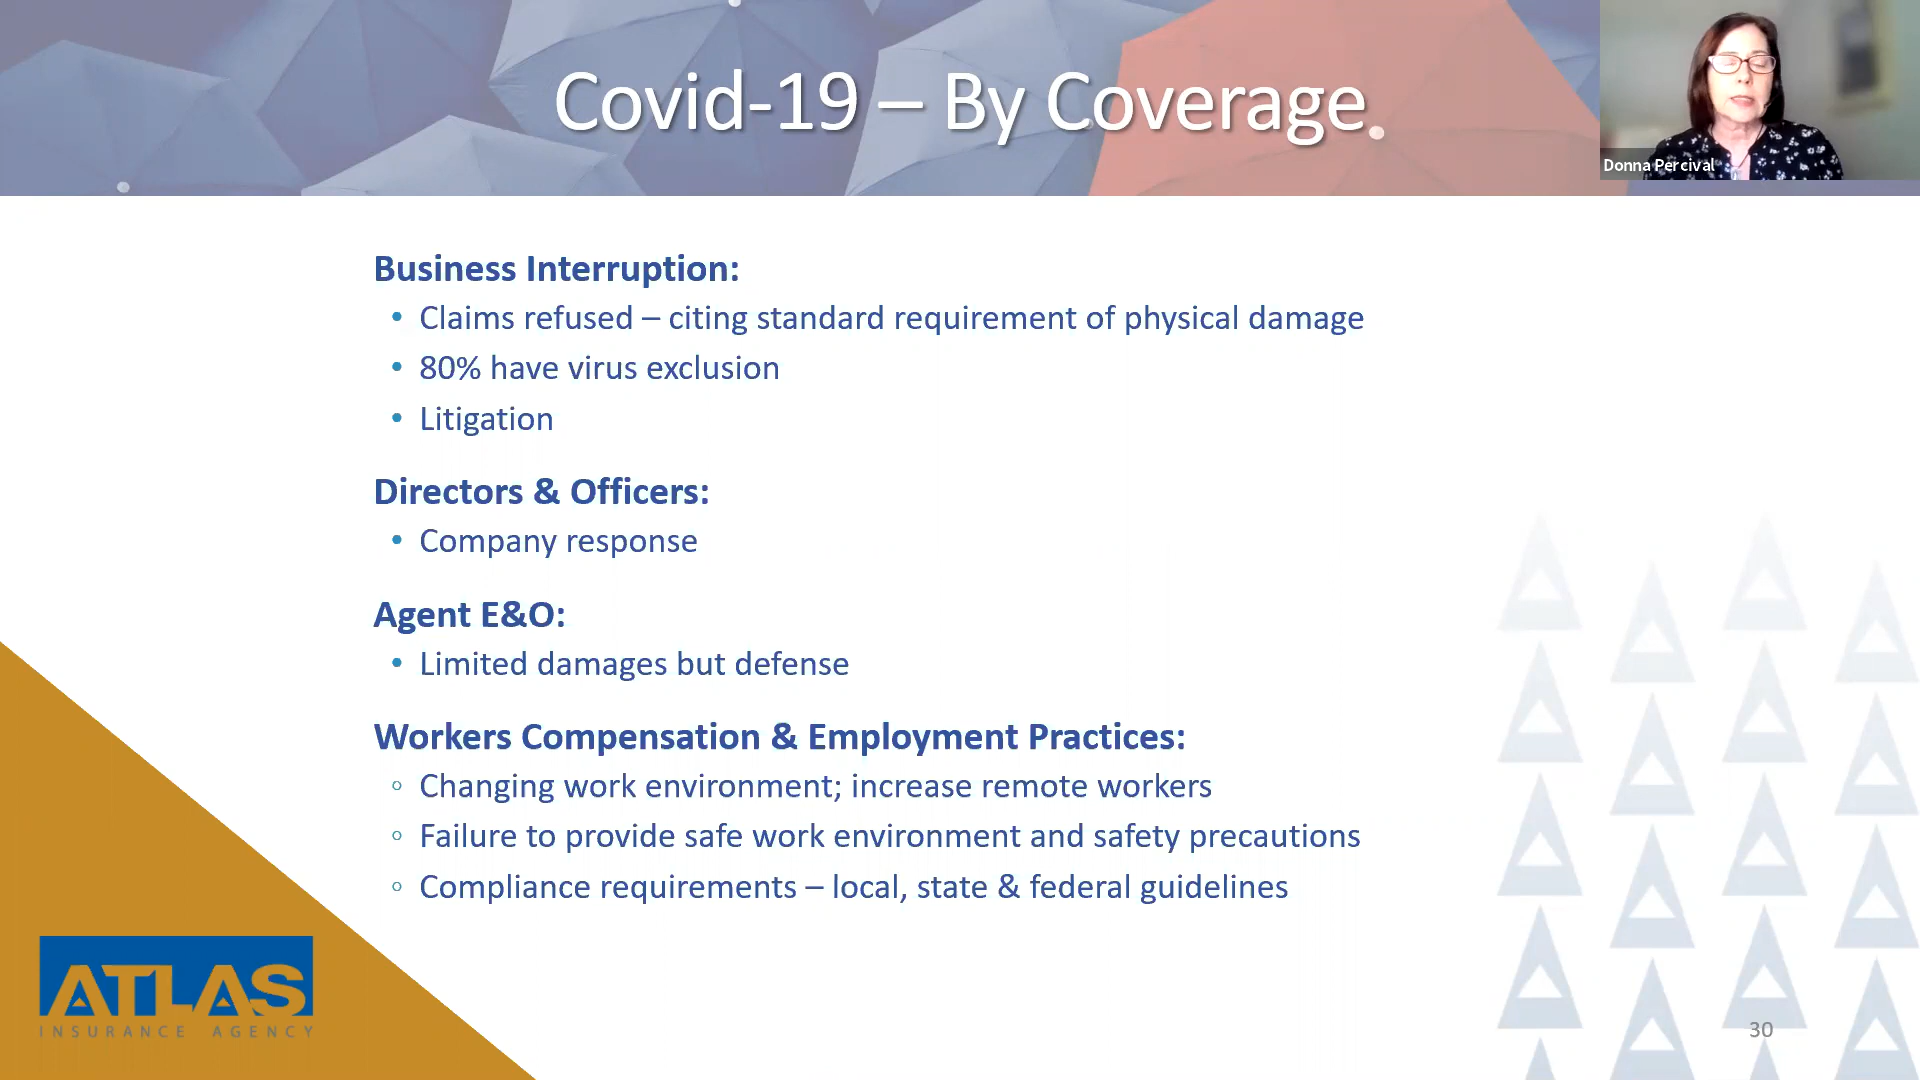 Covid-19 – By Coverage
Donna Percival
Business Interruption:
• Claims refused – citing standard requirement of physical damage
• 80% have virus exclusion
• Litigation
Directors & Officers:
• Company response
Agent E&O:
• Limited damages but defense
Workers Compensation & Employment Practices:
◦ Changing work environment; increase remote workers
◦ Failure to provide safe work environment and safety precautions
◦ Compliance requirements – local, state & federal guidelines
ATLAS
INSURANCE AGENCY
30